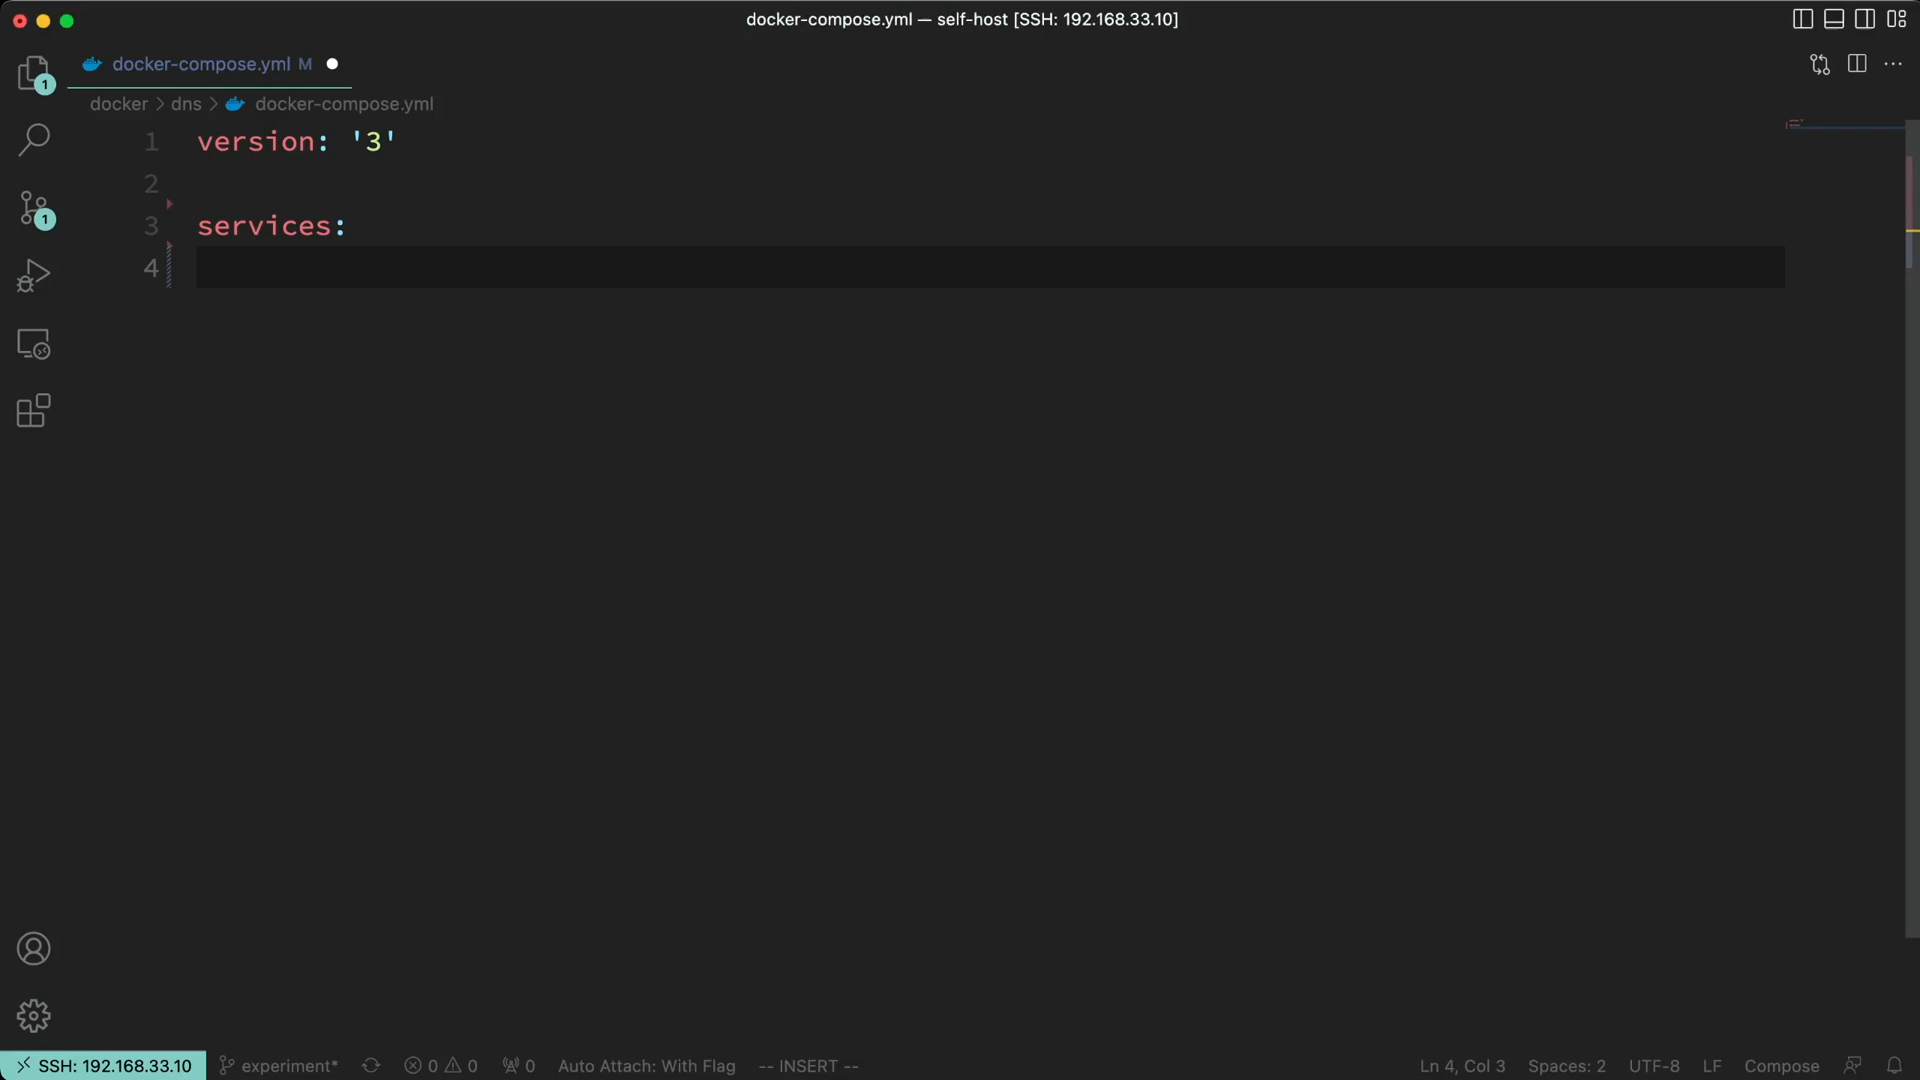 docker-compose.yml — self-host [SSH: 192.168.33.10]
docker-compose.yml M
docker > dns > docker-compose.yml
1 version: '3'
2
3 services:
4
1
1
SSH: 192.168.33.10 experiment* 0 0 0 Auto Attach: With Flag -- INSERT -- Ln 4, Col 3 Spaces: 2 UTF-8 LF Compose